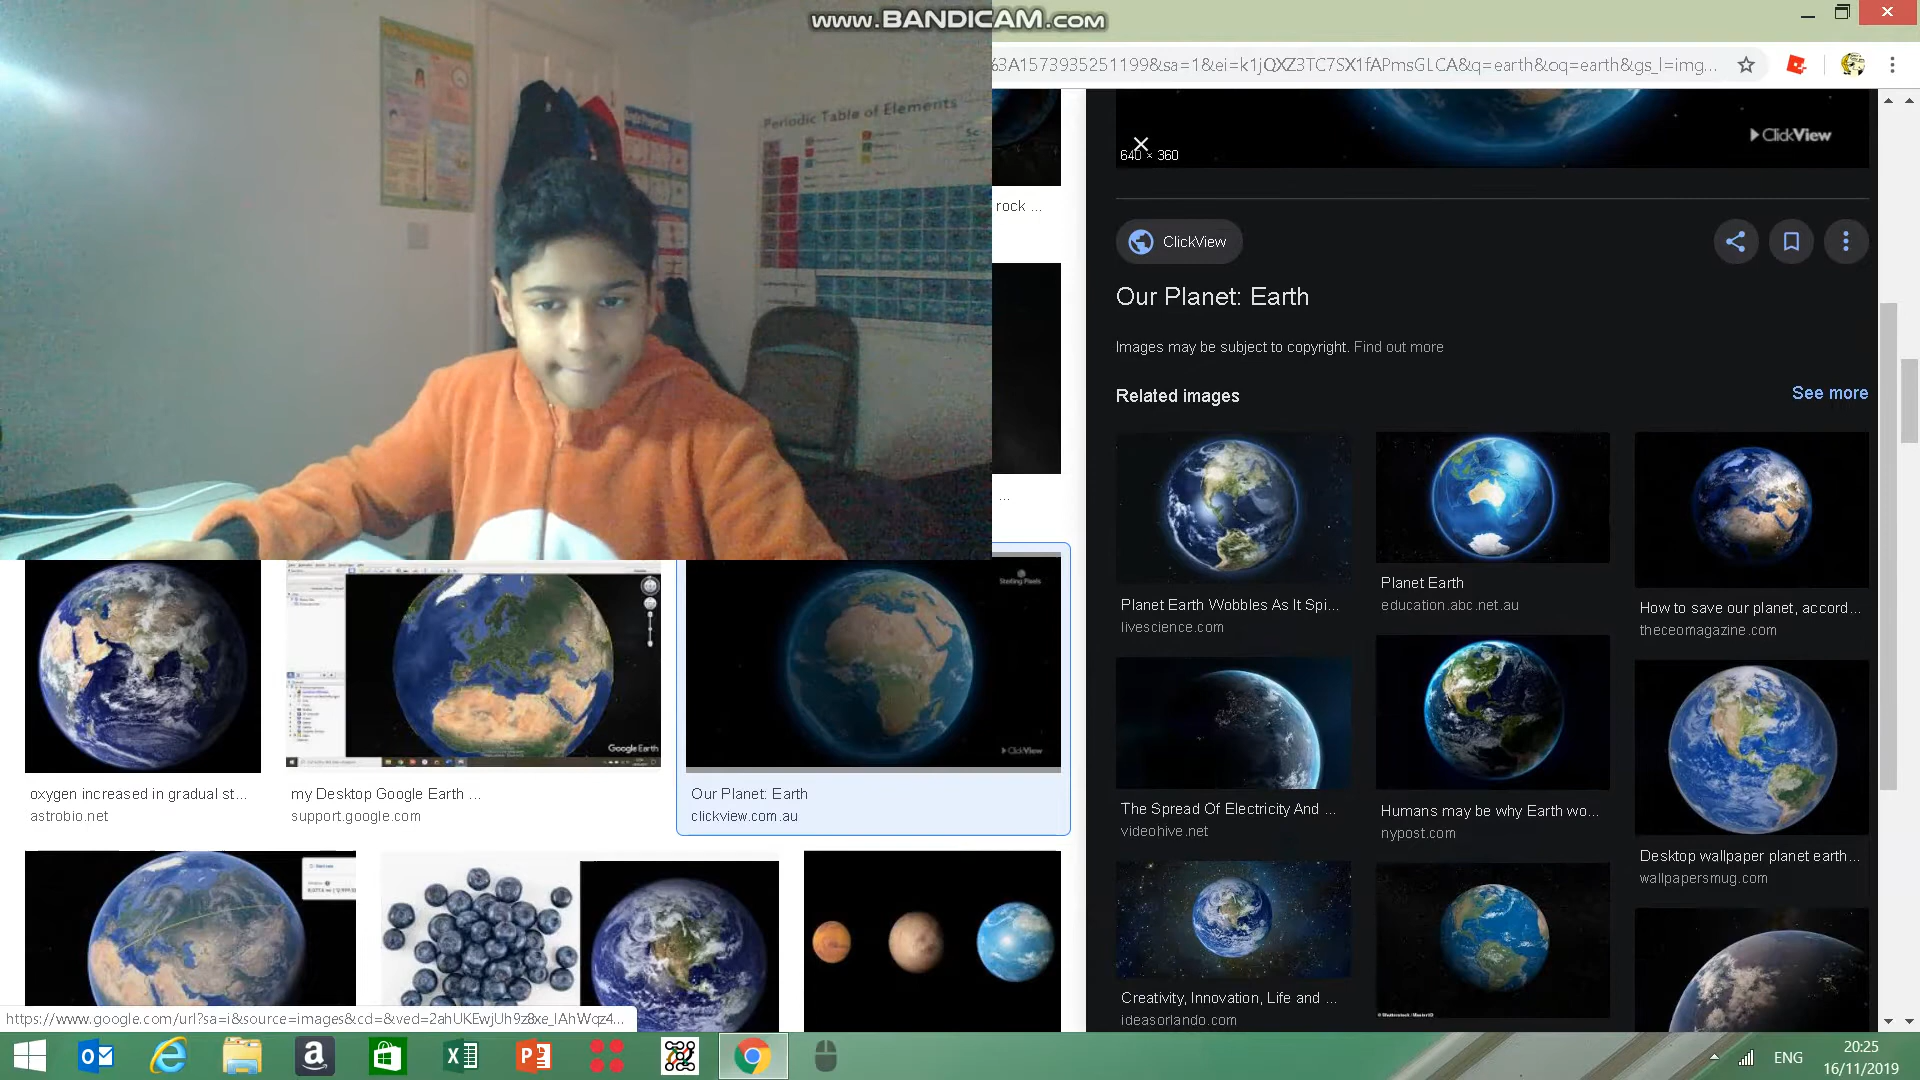 www.BANDICAM.com
%3A1573935251199&sa=1&ei=k1jQXZ3TC7SX1fAPmsGLCA&q=earth&oq=earth&gs_l=img...
Periodic Table of Elements
Sc
640 × 360
ClickView
rock ...
ClickView
Our Planet: Earth
Images may be subject to copyright. Find out more
Related images
See more
...
Planet Earth Wobbles As It Spi...
livescience.com
Planet Earth
education.abc.net.au
How to save our planet, accord...
theceomagazine.com
Sterling Pixels
Google Earth
ClickView
oxygen increased in gradual st...
astrobio.net
my Desktop Google Earth ...
support.google.com
Our Planet: Earth
clickview.com.au
The Spread Of Electricity And ...
videohive.net
Humans may be why Earth wo...
nypost.com
Desktop wallpaper planet earth...
wallpapersmug.com
Creativity, Innovation, Life and ...
ideasorlando.com
https://www.google.com/url?sa=i&source=images&cd=&ved=2ahUKEwjUh9z8xe_lAhWqz4...
ENG
20:25
16/11/2019